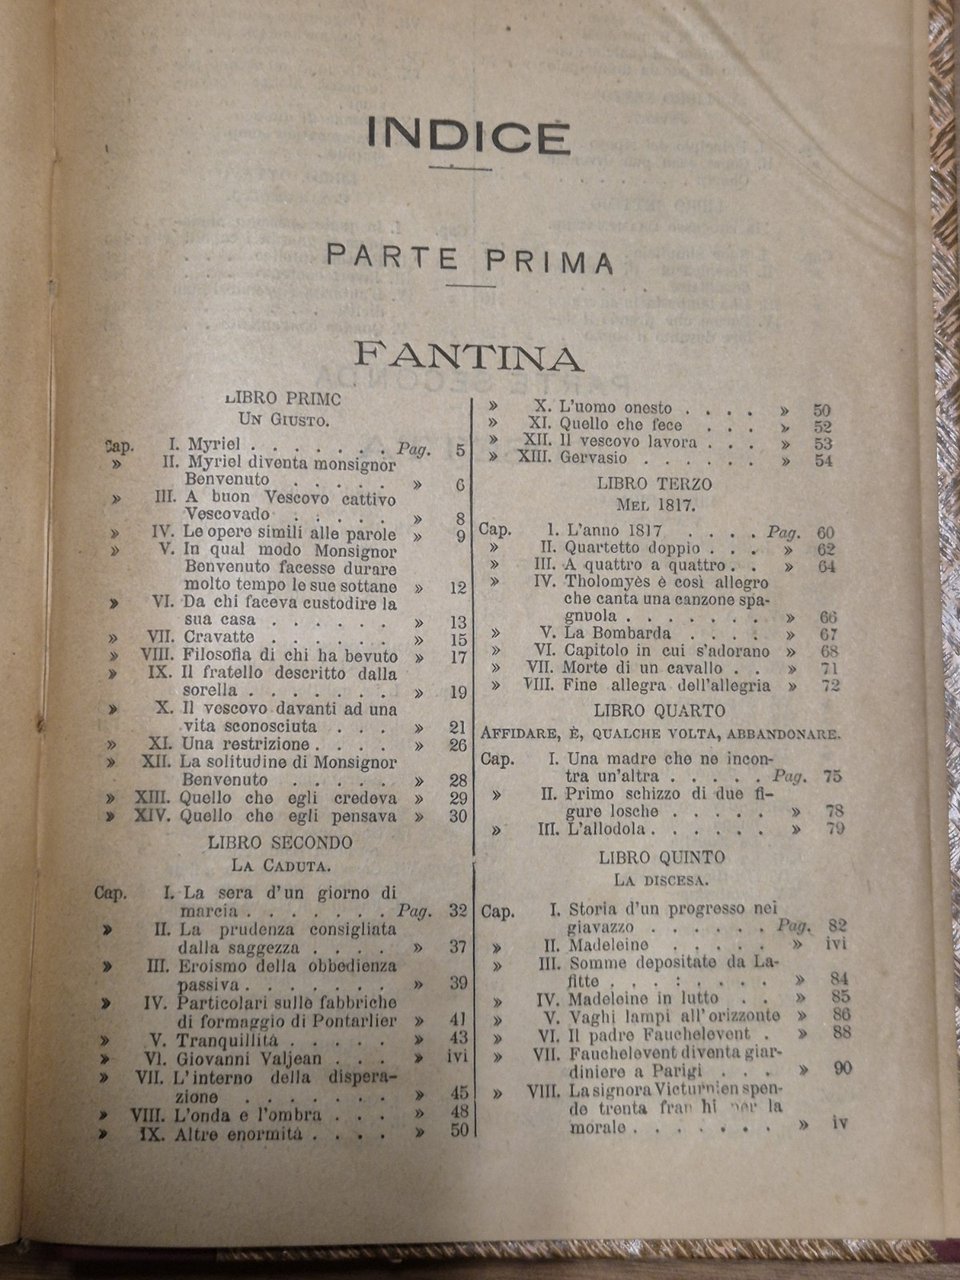 INDICE
PARTE PRIMA
FANTINA
LIBRO PRIMO
UN GIUSTO.
Cap. I. Myriel . . . . . . . Pag. 5
» II. Myriel diventa monsignor
Benvenuto . . . . . » 6
» III. A buon Vescovo cattivo
Vescovado . . . . . » 8
» IV. Le opere simili alle parole » 9
» V. In qual modo Monsignor
Benvenuto facesse durare
molto tempo le sue sottane » 12
» VI. Da chi faceva custodire la
sua casa . . . . . . » 13
» VII. Cravatte . . . . . . » 15
» VIII. Filosofia di chi ha bevuto » 17
» IX. Il fratello descritto dalla
sorella . . . . . . . » 19
» X. Il vescovo davanti ad una
vita sconosciuta . . . » 21
» XI. Una restrizione . . . . » 26
» XII. La solitudine di Monsignor
Benvenuto . . . . . » 28
» XIII. Quello che egli credeva » 29
» XIV. Quello che egli pensava » 30
LIBRO SECONDO
LA CADUTA.
Cap. I. La sera d'un giorno di
marcia . . . . . . . Pag. 32
» II. La prudenza consigliata
dalla saggezza . . . . » 37
» III. Eroismo della obbedienza
passiva . . . . . . . » 39
» IV. Particolari sulle fabbriche
di formaggio di Pontarlier » 41
» V. Tranquillità . . . . . » 43
» VI. Giovanni Valjean . . . » ivi
» VII. L'interno della dispera-
zione . . . . . . . » 45
» VIII. L'onda e l'ombra . . . » 48
» IX. Altre enormità . . . . » 50
» X. L'uomo onesto . . . . » 50
» XI. Quello che fece . . . » 52
» XII. Il vescovo lavora . . . » 53
» XIII. Gervasio . . . . . . » 54
LIBRO TERZO
MEL 1817.
Cap. I. L'anno 1817 . . . . Pag. 60
» II. Quartetto doppio . . . » 62
» III. A quattro a quattro . . » 64
» IV. Tholomyès è così allegro
che canta una canzone spa-
gnuola . . . . . . . » 66
» V. La Bombarda . . . . » 67
» VI. Capitolo in cui s'adorano » 68
» VII. Morte di un cavallo . . » 71
» VIII. Fine allegra dell'allegria » 72
LIBRO QUARTO
AFFIDARE, È, QUALCHE VOLTA, ABBANDONARE.
Cap. I. Una madre che ne incon-
tra un'altra . . . . . Pag. 75
» II. Primo schizzo di due fi-
gure losche . . . . . » 78
» III. L'allodola . . . . . . » 79
LIBRO QUINTO
LA DISCESA.
Cap. I. Storia d'un progresso nei
giavazzo . . . . . . Pag. 82
» II. Madeleine . . . . . » ivi
» III. Somme depositate da La-
fitte . . . : . . . . » 84
» IV. Madeleine in lutto . . » 85
» V. Vaghi lampi all'orizzonte » 86
» VI. Il padre Fauchelevent . » 88
» VII. Fauchelevent diventa giar-
diniere a Parigi . . . » 90
» VIII. La signora Victurnien spen-
de trenta fran hi per la
morale . . . . . . . » iv